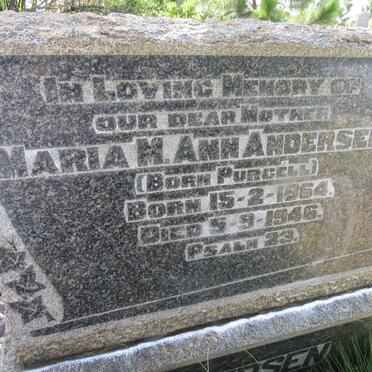 IN LOVING MEMORY OF
OUR DEAR MOTHER
MARIA M. ANN ANDERSEN
(BORN PURCELL)
BORN 15-2-1864.
DIED 5-9-1946.
PSALM 23.